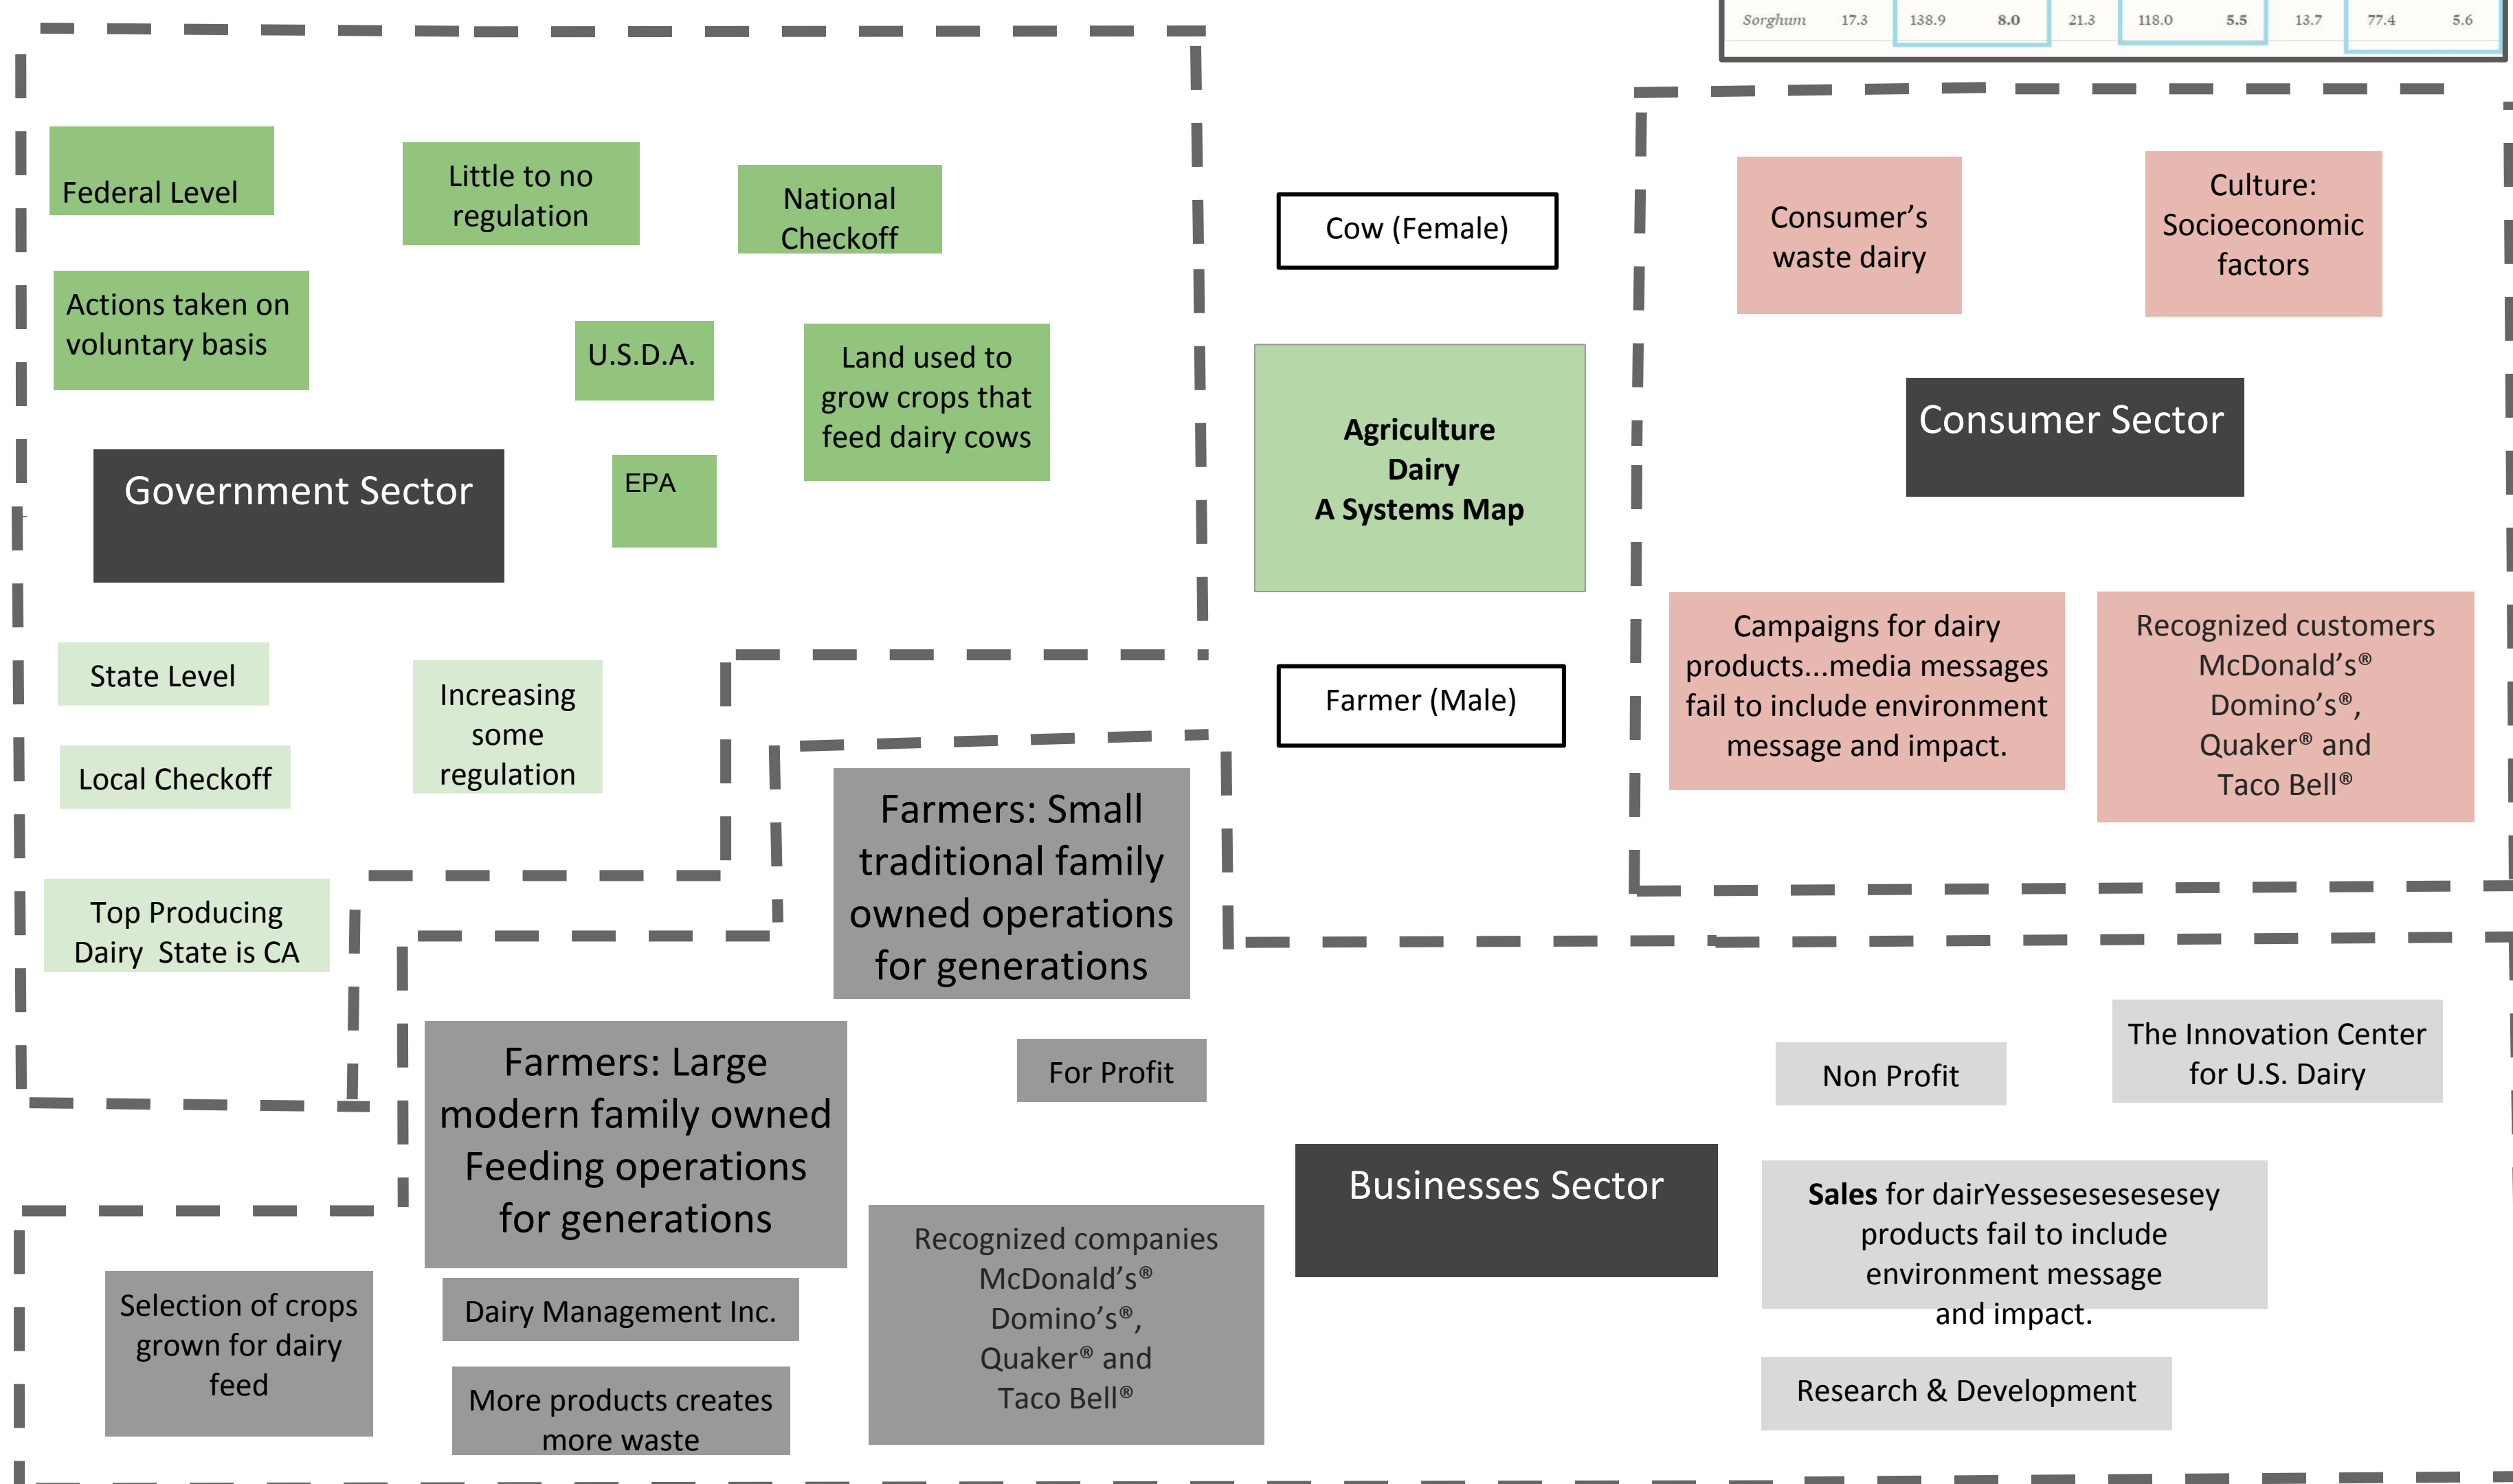 Sorghum 17.3 138.9 8.0 21.3 118.0 5.5 13.7 77.4 5.6
Federal Level
Little to no
regulation
National
Checkoff
Actions taken on
voluntary basis
U.S.D.A.
Land used to
grow crops that
feed dairy cows
Government Sector
EPA
State Level
Increasing
some
regulation
Local Checkoff
Top Producing
Dairy State is CA
Cow (Female)
Agriculture
Dairy
A Systems Map
Farmer (Male)
Consumer's
waste dairy
Culture:
Socioeconomic
factors
Consumer Sector
Campaigns for dairy
products...media messages
fail to include environment
message and impact.
Recognized customers
McDonald's®
Domino's®,
Quaker® and
Taco Bell®
Farmers: Small
traditional family
owned operations
for generations
Farmers: Large
modern family owned
Feeding operations
for generations
For Profit
Selection of crops
grown for dairy
feed
Dairy Management Inc.
More products creates
more waste
Recognized companies
McDonald's®
Domino's®,
Quaker® and
Taco Bell®
Businesses Sector
Non Profit
The Innovation Center
for U.S. Dairy
Sales for dairYessesesesesesey
products fail to include
environment message
and impact.
Research & Development